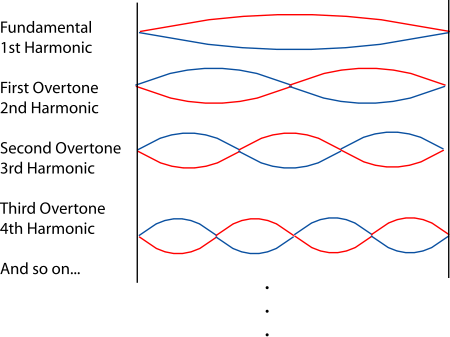 Fundamental
1st Harmonic
First Overtone
2nd Harmonic
Second Overtone
3rd Harmonic
Third Overtone
4th Harmonic
And so on...